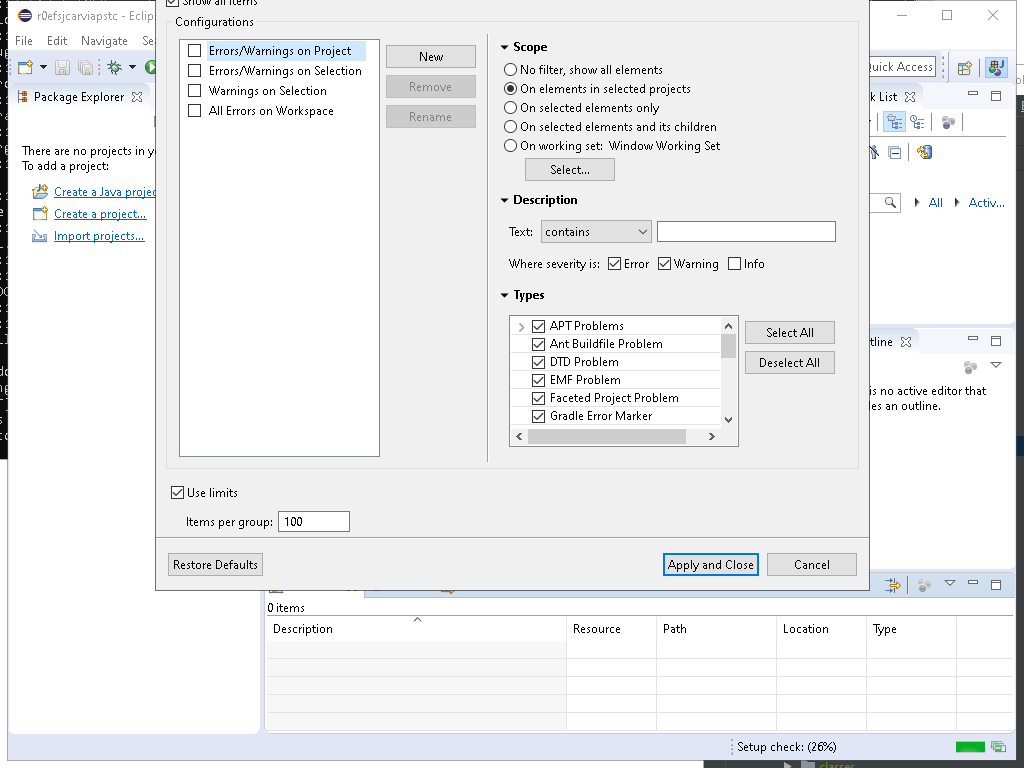 r0efsjcarviapstc - Eclip
Show all items
File Edit Navigate Se
Configurations
Errors/Warnings on Project
Errors/Warnings on Selection
Warnings on Selection
All Errors on Workspace
New
Remove
Rename
Scope
No filter, show all elements
On elements in selected projects
On selected elements only
On selected elements and its children
On working set: Window Working Set
Select...
Description
Text: contains
Where severity is: Error Warning Info
Types
APT Problems
Ant Buildfile Problem
DTD Problem
EMF Problem
Faceted Project Problem
Gradle Error Marker
Select All
Deselect All
Use limits
Items per group: 100
Restore Defaults
Apply and Close
Cancel
Quick Access
Package Explorer
There are no projects in y
To add a project:
Create a Java projec
Create a project...
Import projects...
k List
All Activ...
tline
is no active editor that
les an outline.
0 items
Description Resource Path Location Type
Setup check: (26%)
classes